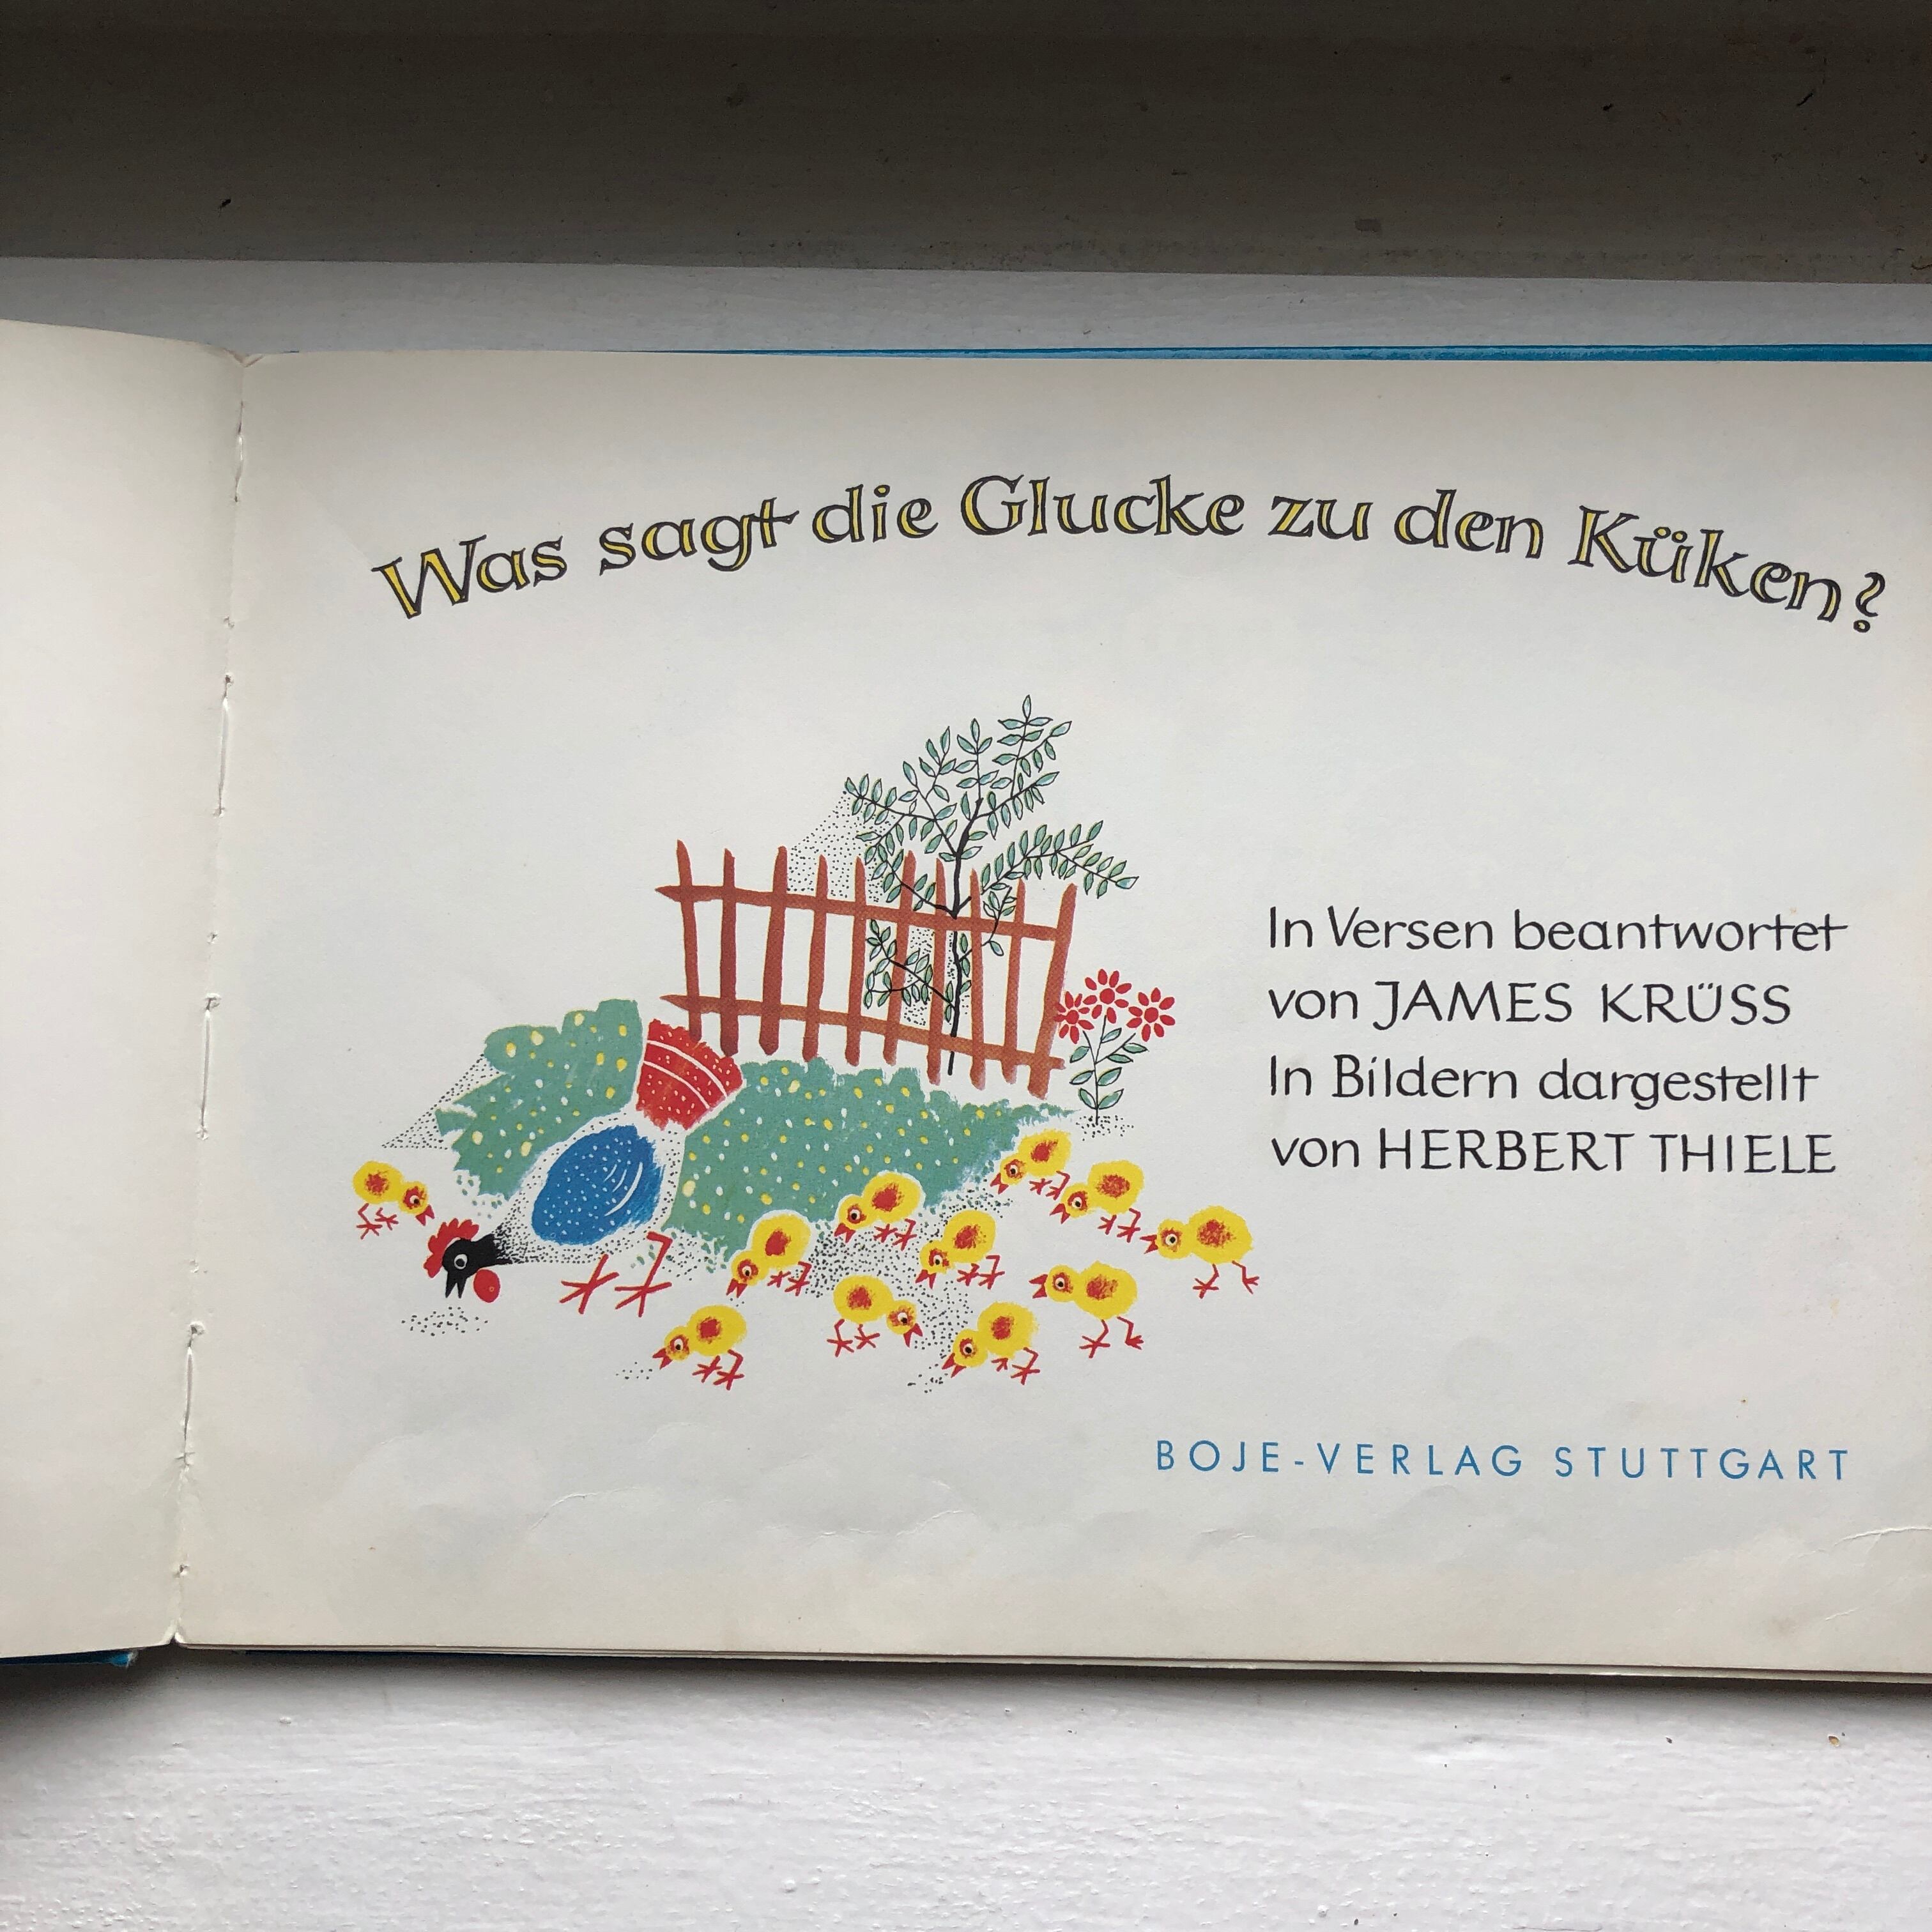 Was sagt die Glucke zu den Küken?
In Versen beantwortet
von JAMES KRÜSS
In Bildern dargestellt
von HERBERT THIELE
BOJE-VERLAG STUTTGART